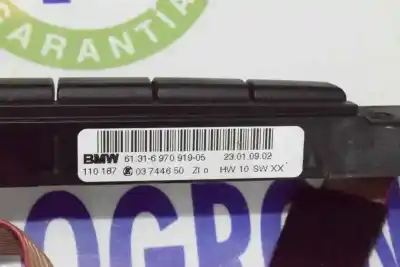 GARANTIA
BMW 61.31-6 970 919-05 23.01.09.02
110 187 03 7446 50 ZI o HW 10 SW XX
OGRO